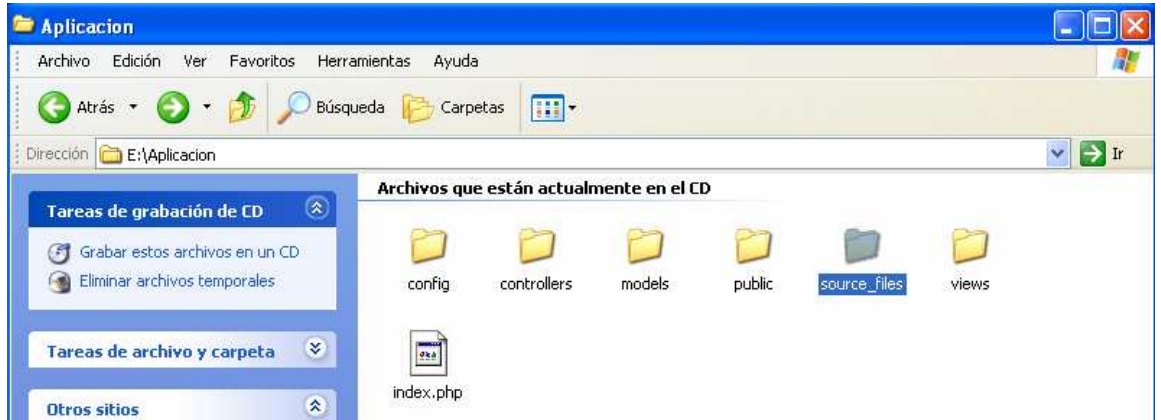 Aplicacion
Archivo Edición Ver Favoritos Herramientas Ayuda
Atrás Búsqueda Carpetas
Dirección E:\Aplicacion Ir
Archivos que están actualmente en el CD
Tareas de grabación de CD
Grabar estos archivos en un CD
Eliminar archivos temporales
config controllers models public source_files views
Tareas de archivo y carpeta
index.php
Otros sitios